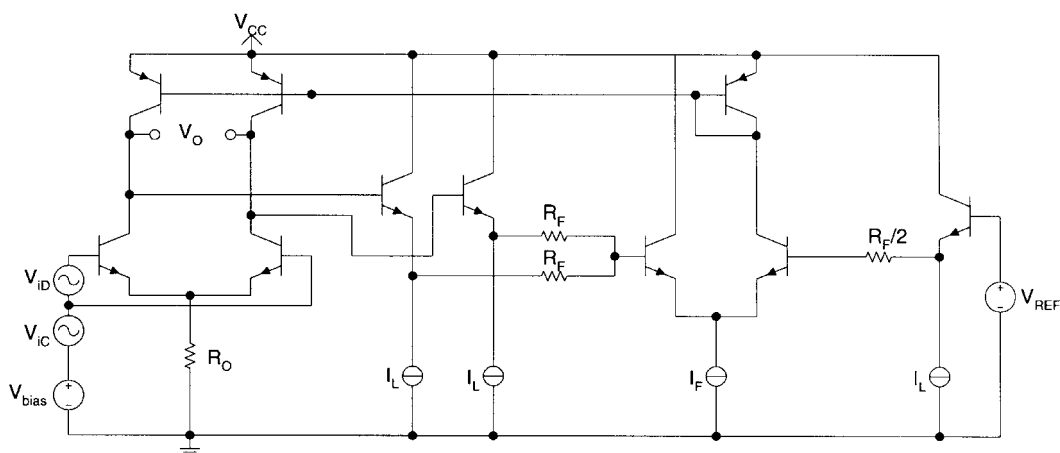 V_CC
V_O
R_F
R_F
R_F/2
V_iD
V_iC
V_REF
R_O
V_bias
I_L
I_L
I_F
I_L
+
-
+
-